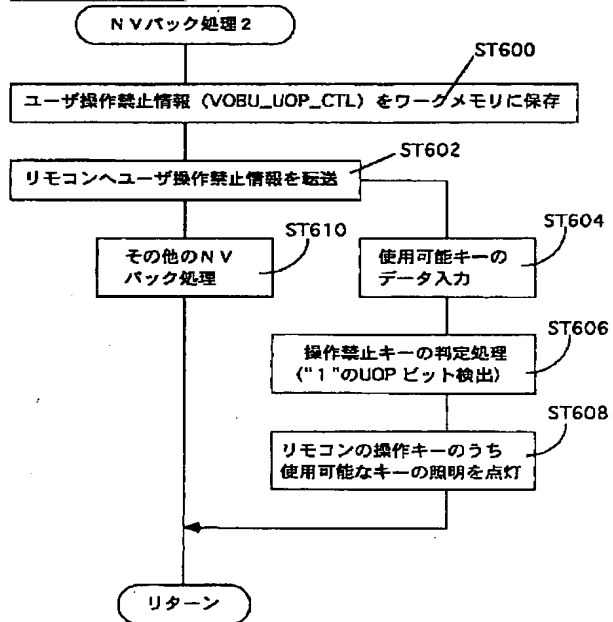 NVパック処理2
ST600
ユーザ操作禁止情報(VOBU_UOP_CTL)をワークメモリに保存
ST602
リモコンへユーザ操作禁止情報を転送
ST610
その他のNV
パック処理
ST604
使用可能キーの
データ入力
ST606
操作禁止キーの判定処理
("1"のUOPビット検出)
ST608
リモコンの操作キーのうち
使用可能なキーの照明を点灯
リターン